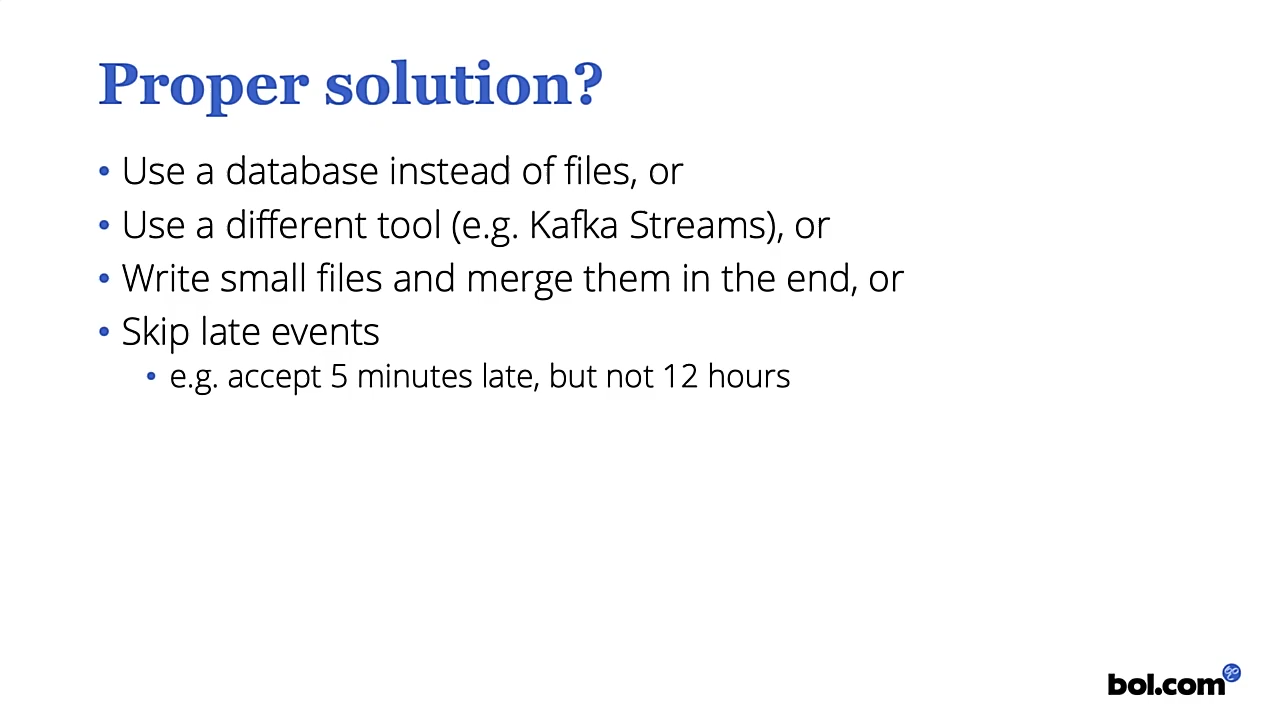 Proper solution?
• Use a database instead of files, or
• Use a different tool (e.g. Kafka Streams), or
• Write small files and merge them in the end, or
• Skip late events
• e.g. accept 5 minutes late, but not 12 hours
bol.com